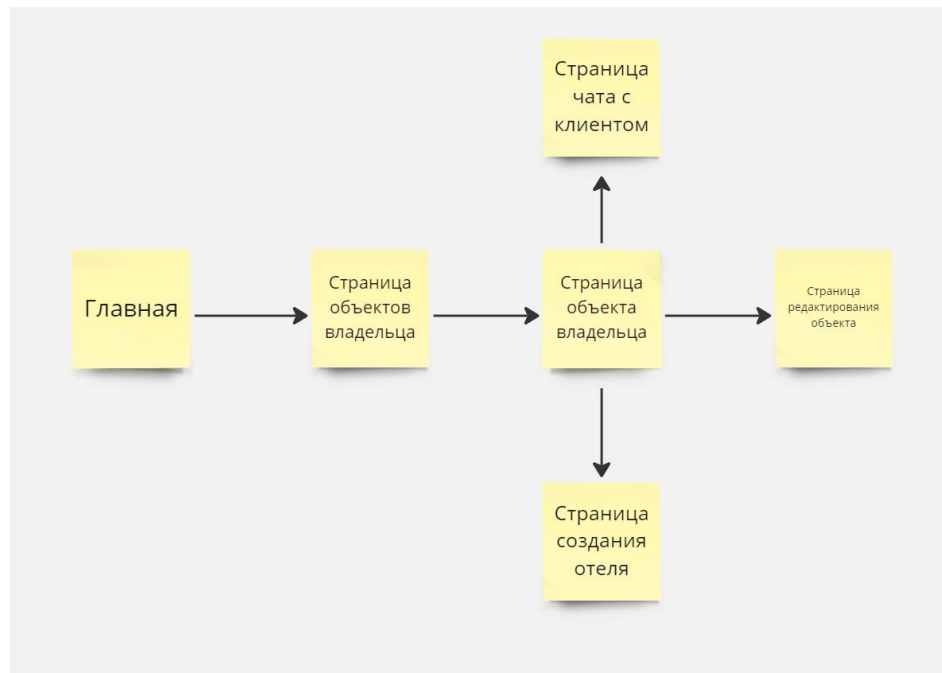 Страница
чата с
клиентом
Главная
Страница
объектов
владельца
Страница
объекта
владельца
Страница
редактирования
объекта
Страница
создания
отеля